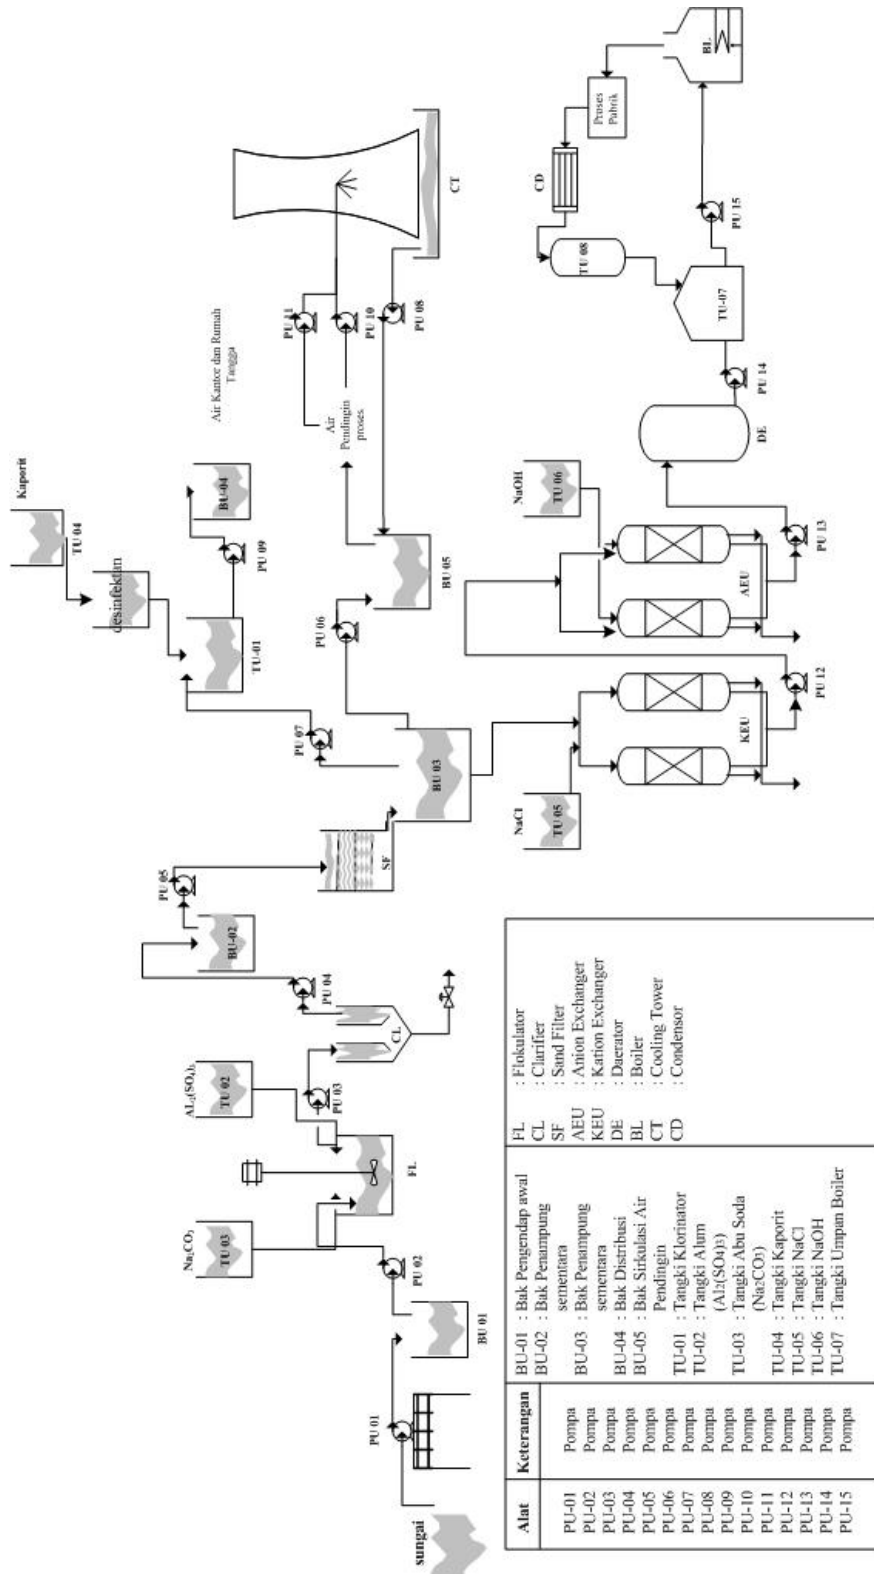 sungai
PU 01
BU 01
PU 02
Na₂CO₃
TU 03
FL
AL₂(SO₄)₃
TU 02
PU 03
CL
PU 04
BU-02
PU 05
SF
BU 03
PU 07
PU 06
TU-01
desinfektan
TU 04
Kaporit
PU 09
BU-04
Air Kantor dan Rumah
Tangga
BU 05
Air
Pendingin
proses
PU 11
PU 10
PU 08
CT
NaCl
TU 05
KEU
PU 12
NaOH
TU 06
AEU
PU 13
DE
PU 14
TU-07
TU 08
CD
PU 15
Proses
Pabrik
BL
Alat Keterangan
PU-01 Pompa
PU-02 Pompa
PU-03 Pompa
PU-04 Pompa
PU-05 Pompa
PU-06 Pompa
PU-07 Pompa
PU-08 Pompa
PU-09 Pompa
PU-10 Pompa
PU-11 Pompa
PU-12 Pompa
PU-13 Pompa
PU-14 Pompa
PU-15 Pompa
BU-01 : Bak Pengendap awal
BU-02 : Bak Penampung
sementara
BU-03 : Bak Penampung
sementara
BU-04 : Bak Distribusi
BU-05 : Bak Sirkulasi Air
Pendingin
TU-01 : Tangki Klorinator
TU-02 : Tangki Alum
(Al₂(SO4)3)
TU-03 : Tangki Abu Soda
(Na₂CO₃)
TU-04 : Tangki Kaporit
TU-05 : Tangki NaCl
TU-06 : Tangki NaOH
TU-07 : Tangki Umpan Boiler
FL : Flokulator
CL : Clarifier
SF : Sand Filter
AEU : Anion Exchanger
KEU : Kation Exchanger
DE : Daerator
BL : Boiler
CT : Cooling Tower
CD : Condensor